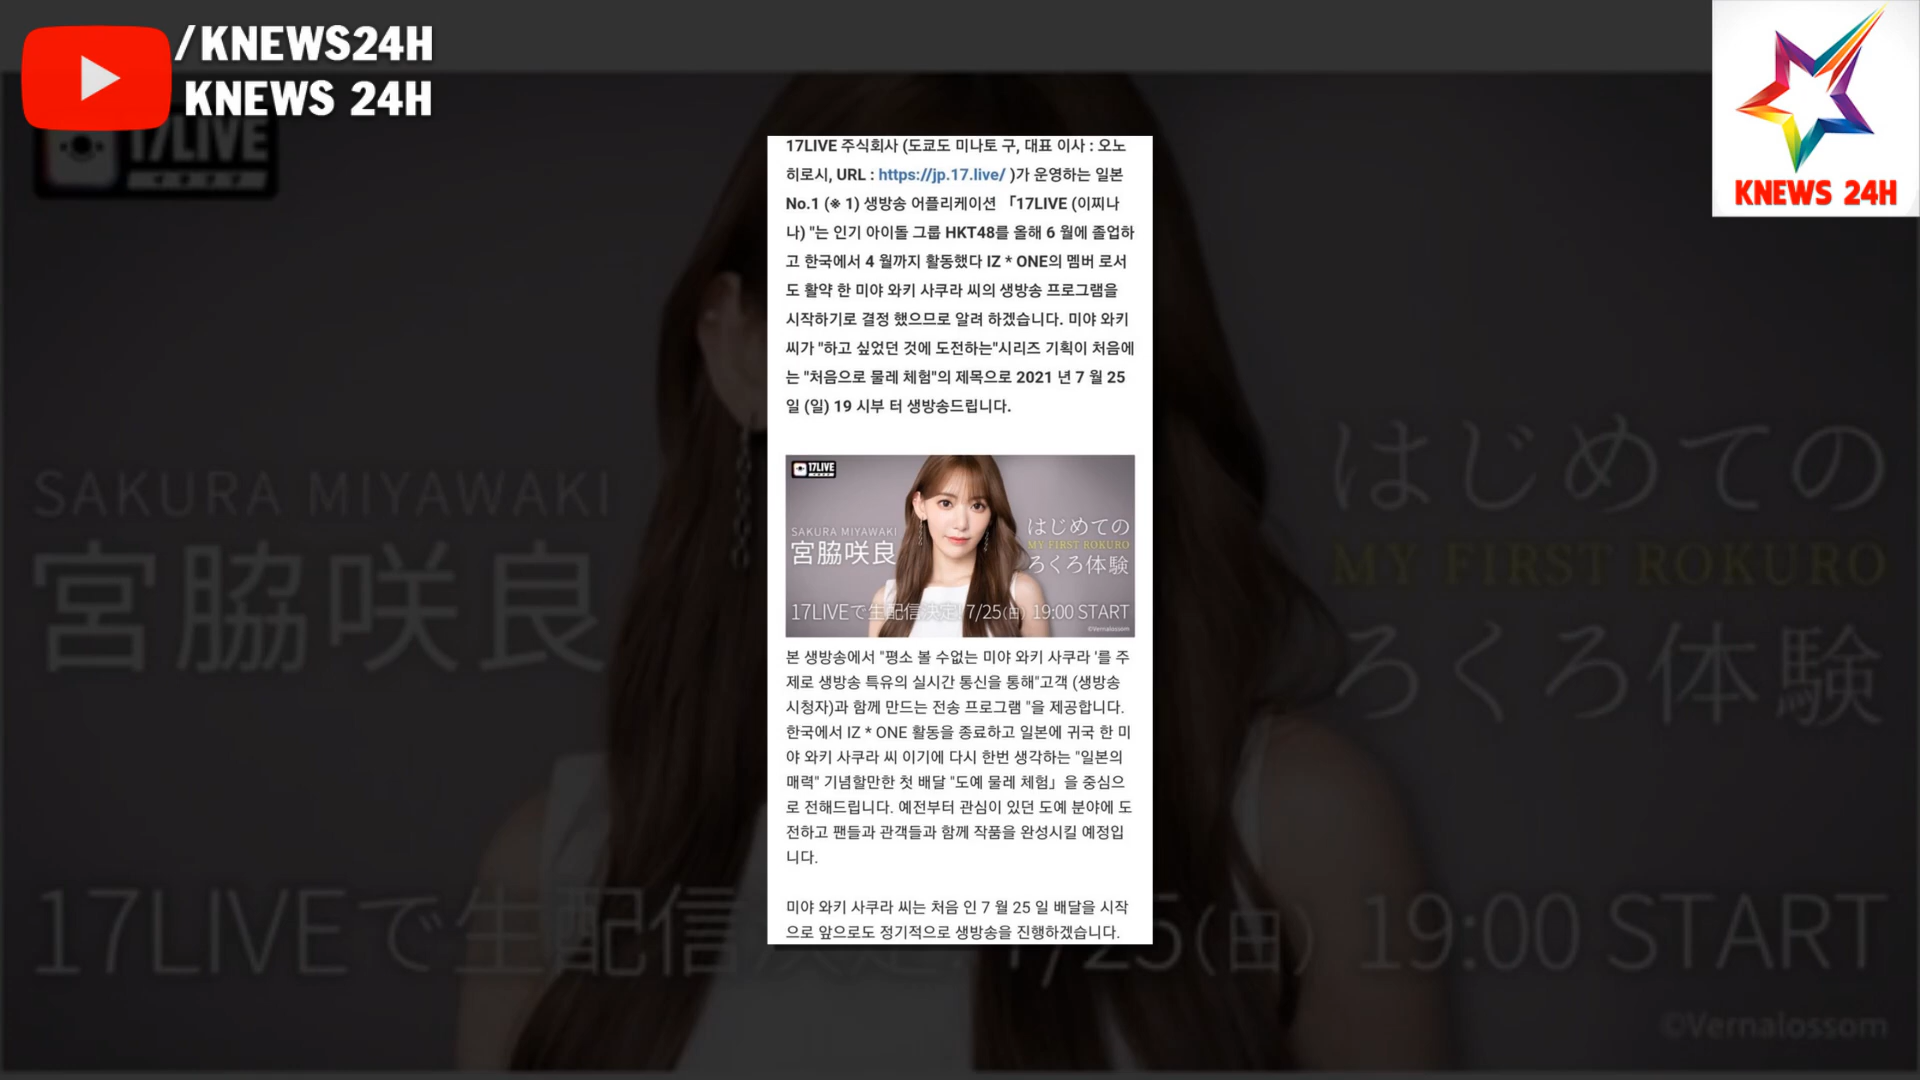 /KNEWS24H
KNEWS 24H
KNEWS 24H
17LIVE
SAKURA MIYAWAKI
宮脇咲良
はじめての
MY FIRST ROKURO
ろくろ体験
17LIVEで生配信決定! 7/25(日) 19:00 START
©Vernalossom
17LIVE 주식회사 (도쿄도 미나토 구, 대표 이사 : 오노
히로시, URL : https://jp.17.live/ )가 운영하는 일본
No.1 (※ 1) 생방송 어플리케이션 「17LIVE (이찌나
나) "는 인기 아이돌 그룹 HKT48를 올해 6 월에 졸업하
고 한국에서 4 월까지 활동했다 IZ * ONE의 멤버 로서
도 활약 한 미야 와키 사쿠라 씨의 생방송 프로그램을
시작하기로 결정 했으므로 알려 하겠습니다. 미야 와키
씨가 "하고 싶었던 것에 도전하는"시리즈 기획이 처음에
는 "처음으로 물레 체험"의 제목으로 2021 년 7 월 25
일 (일) 19 시부 터 생방송드립니다.
17LIVE
イチナナ
SAKURA MIYAWAKI
宮脇咲良
はじめての
MY FIRST ROKURO
ろくろ体験
17LIVEで生配信決定! 7/25(日) 19:00 START
©Vernalossom
본 생방송에서 "평소 볼 수없는 미야 와키 사쿠라 '를 주
제로 생방송 특유의 실시간 통신을 통해"고객 (생방송
시청자)과 함께 만드는 전송 프로그램 "을 제공합니다.
한국에서 IZ * ONE 활동을 종료하고 일본에 귀국 한 미
야 와키 사쿠라 씨 이기에 다시 한번 생각하는 "일본의
매력" 기념할만한 첫 배달 "도예 물레 체험」을 중심으
로 전해드립니다. 예전부터 관심이 있던 도예 분야에 도
전하고 팬들과 관객들과 함께 작품을 완성시킬 예정입
니다.
미야 와키 사쿠라 씨는 처음 인 7 월 25 일 배달을 시작
으로 앞으로도 정기적으로 생방송을 진행하겠습니다.